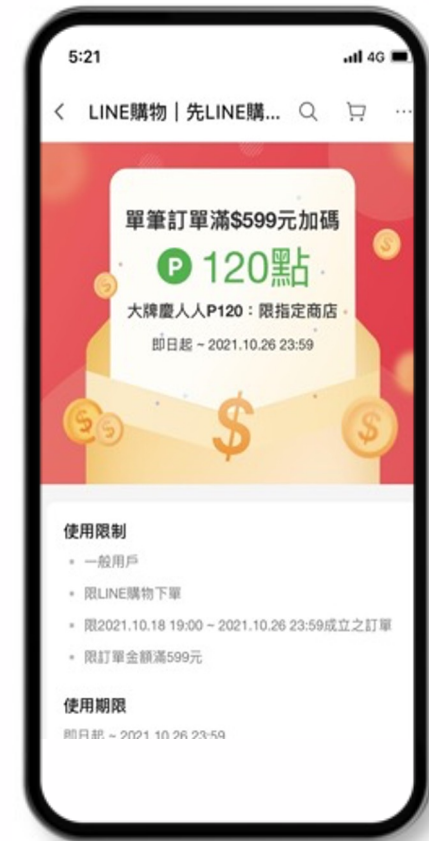 5:21
4G
LINE購物｜先LINE購...
單筆訂單滿$599元加碼
P 120點
大牌慶人人P120：限指定商店
即日起 ~ 2021.10.26 23:59
$
使用限制
一般用戶
限LINE購物下單
限2021.10.18 19:00 ~ 2021.10.26 23:59成立之訂單
限訂單金額滿599元
使用期限
即日起 ~ 2021.10.26 23:59